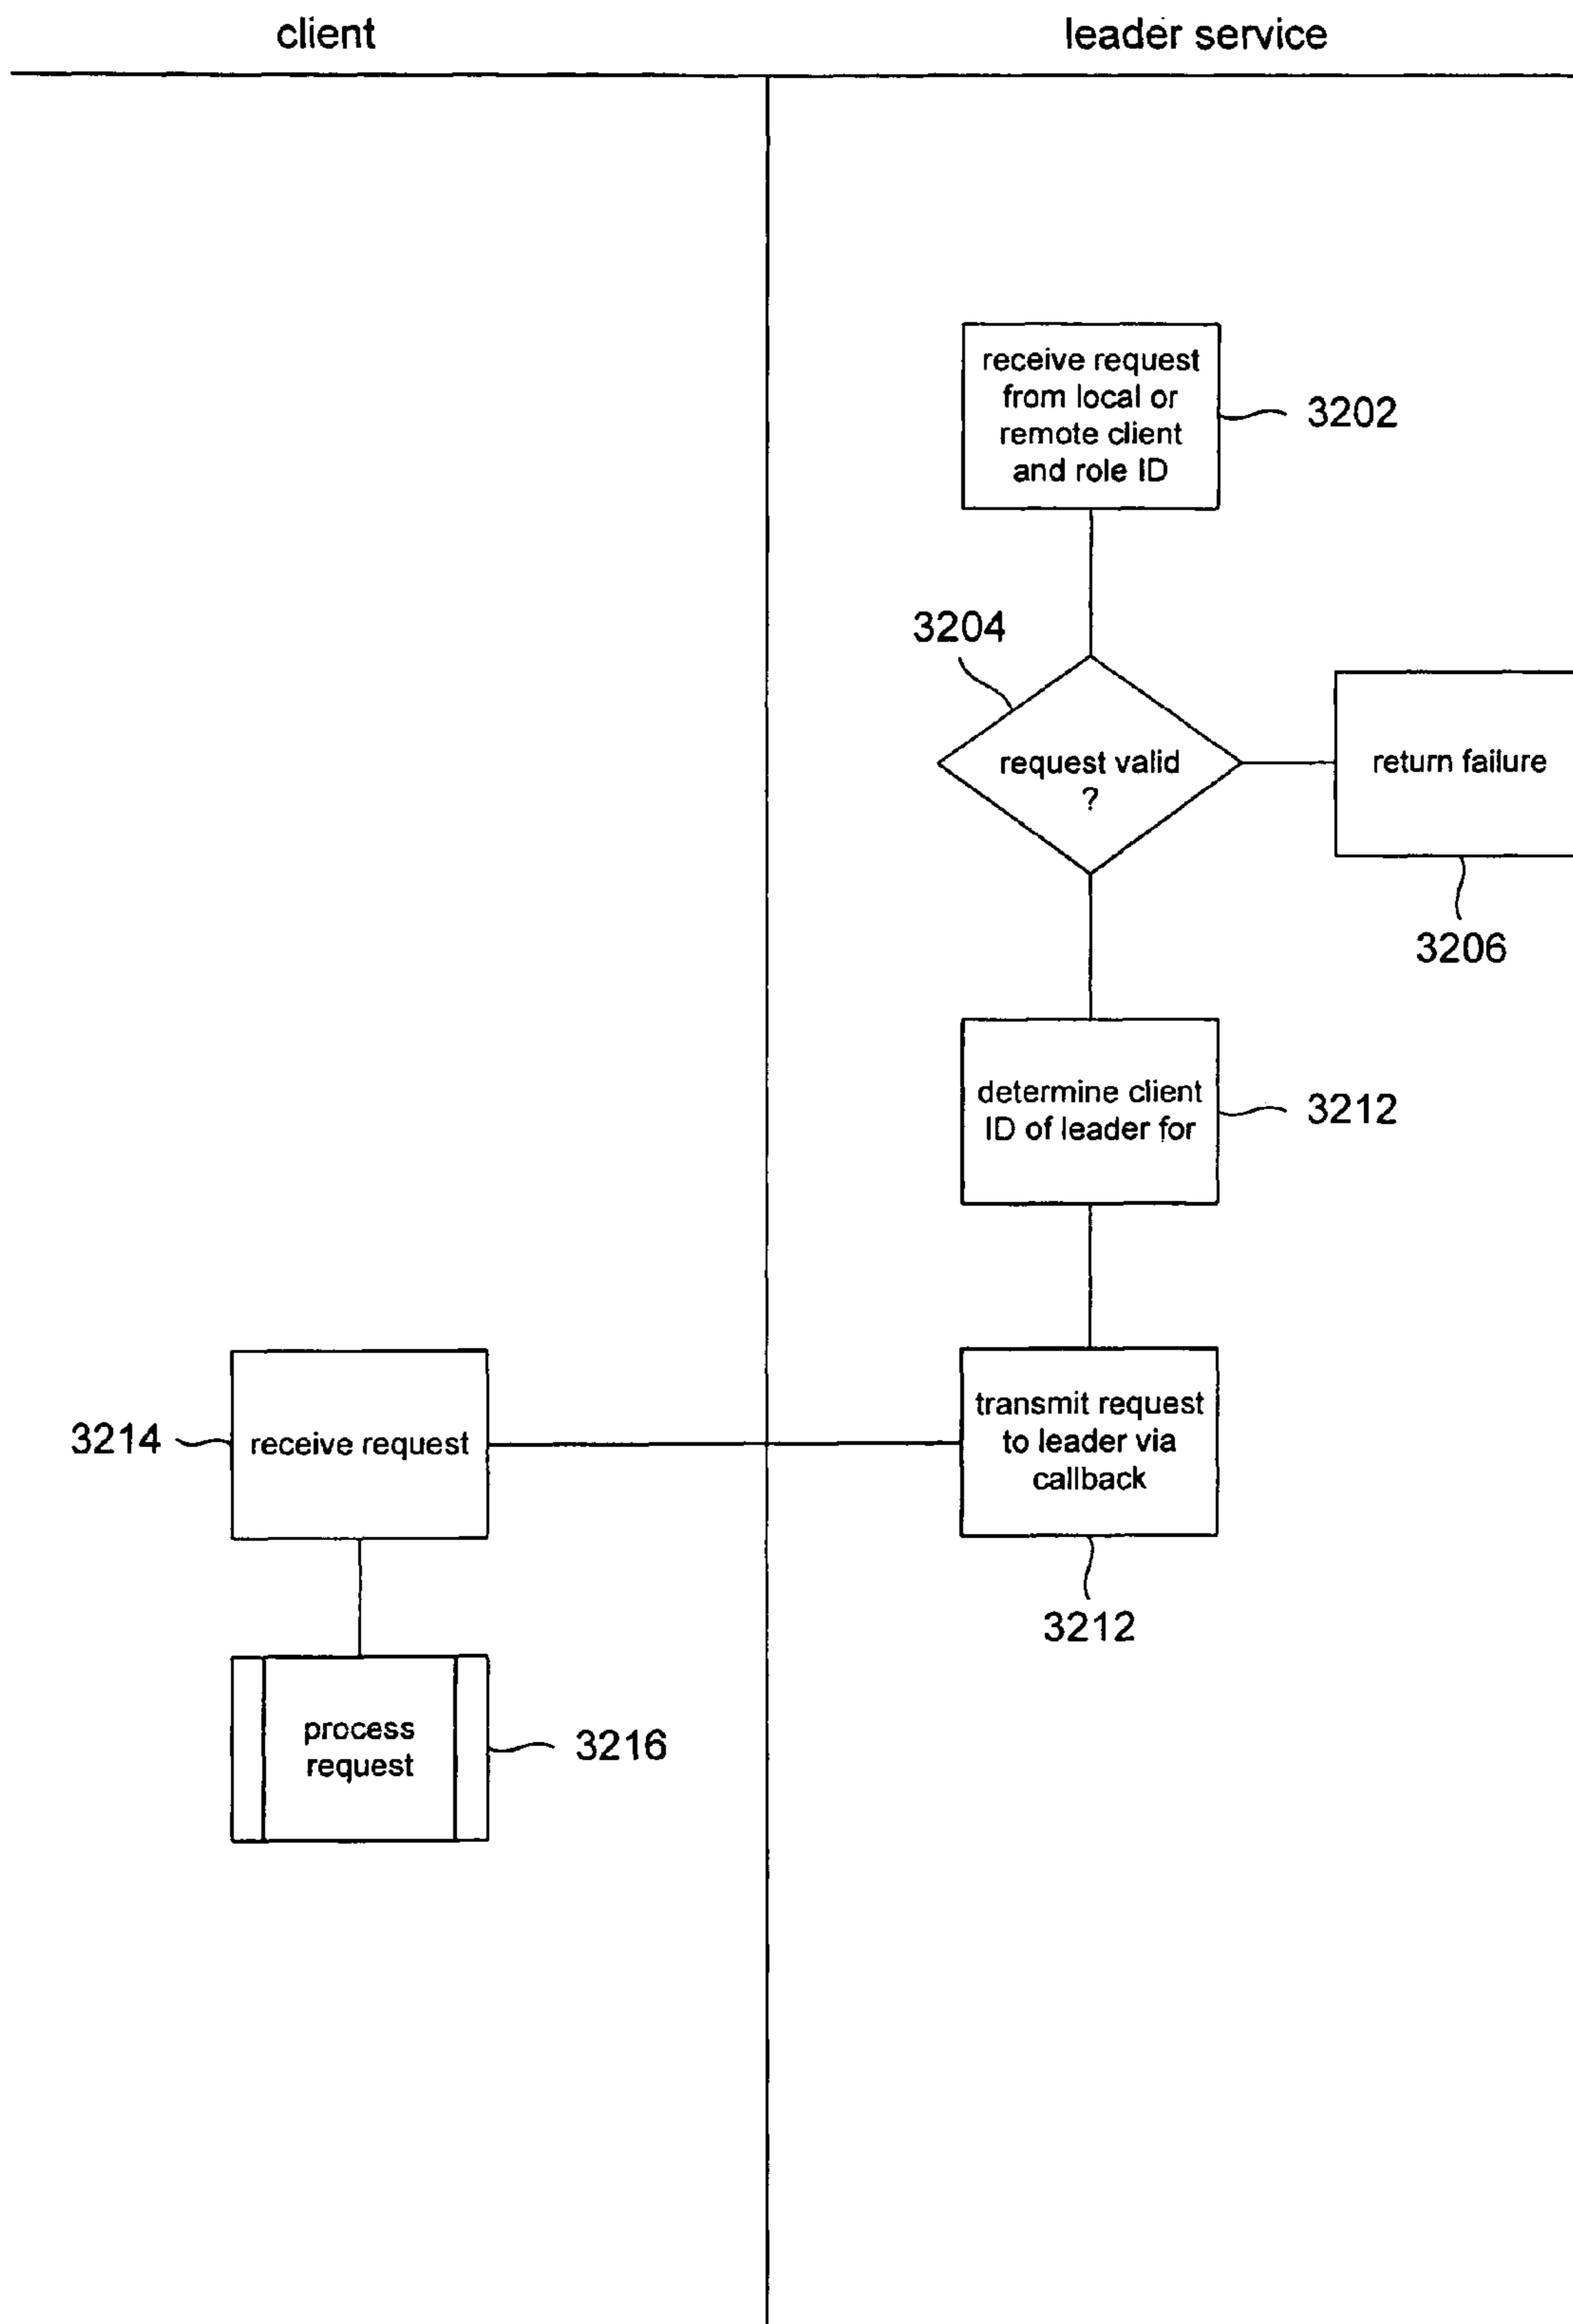 client
leader service
receive request
from local or
remote client
and role ID
3202
3204
request valid
?
return failure
3206
determine client
ID of leader for
3212
transmit request
to leader via
callback
3212
3214
receive request
process
request
3216